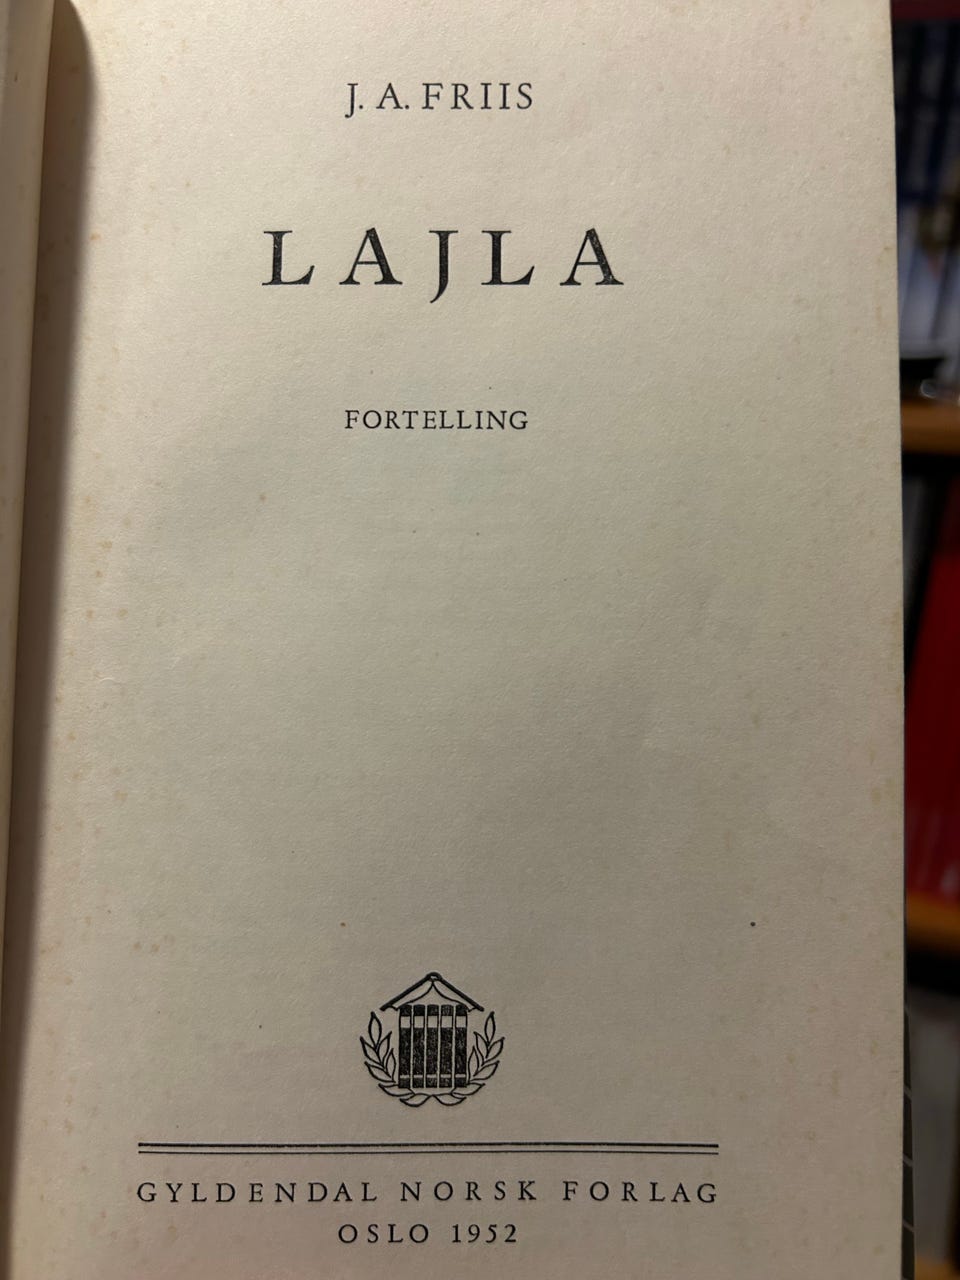 J. A. FRIIS
LAJLA
FORTELLING
GYLDENDAL NORSK FORLAG
OSLO 1952